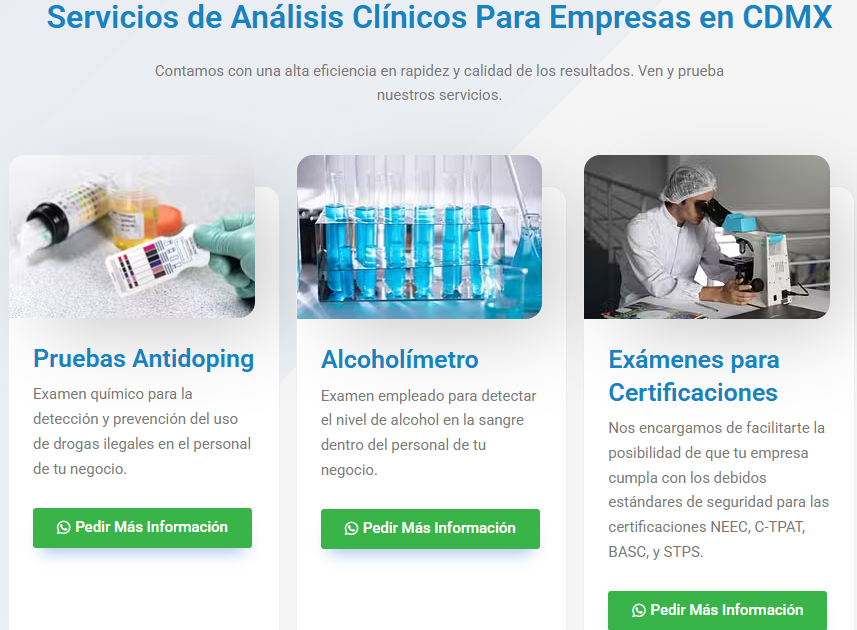 Servicios de Análisis Clínicos Para Empresas en CDMX
Contamos con una alta eficiencia en rapidez y calidad de los resultados. Ven y prueba
nuestros servicios.
Pruebas Antidoping
Examen químico para la
detección y prevención del uso
de drogas ilegales en el personal
de tu negocio.
Pedir Más Información
Alcoholímetro
Examen empleado para detectar
el nivel de alcohol en la sangre
dentro del personal de tu
negocio.
Pedir Más Información
Exámenes para
Certificaciones
Nos encargamos de facilitarte la
posibilidad de que tu empresa
cumpla con los debidos
estándares de seguridad para las
certificaciones NEEC, C-TPAT,
BASC, y STPS.
Pedir Más Información